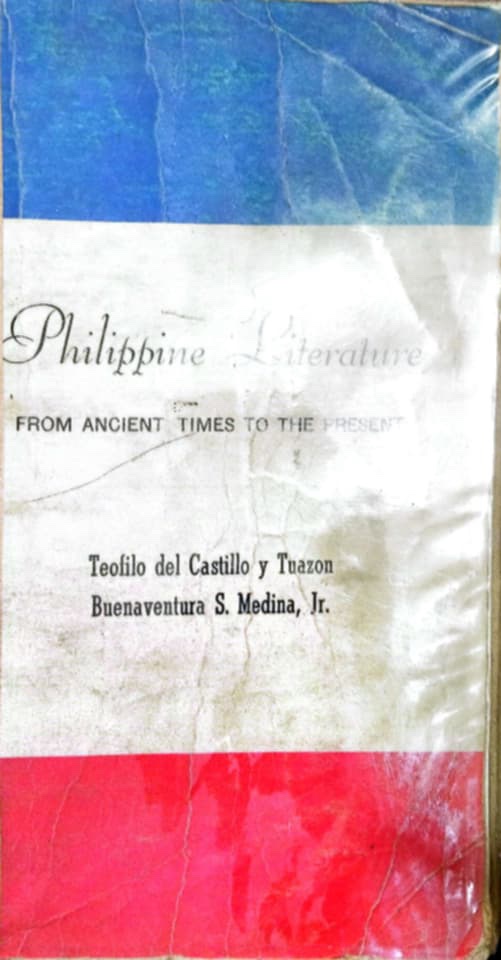 Philippine Literature
FROM ANCIENT TIMES TO THE PRESENT
Teofilo del Castillo y Tuazon
Buenaventura S. Medina, Jr.